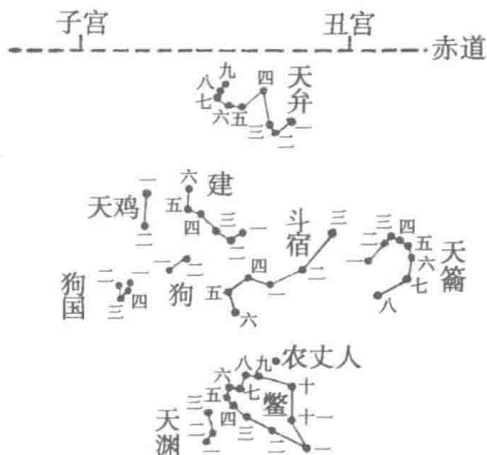 子宫 丑宫
赤道
九 八 七 六 五 四 三 二 一 天弁
一 二 天鸡
六 五 四 三 二 一 建
三 二 一 四 五 六 斗宿
一 二 三 四 五 六 七 八 天籥
二 一 三 四 狗国
一 二 狗
农丈人
六 八 九 七 五 四 三 二 一 十 十一 鳖
三 二 一 天渊